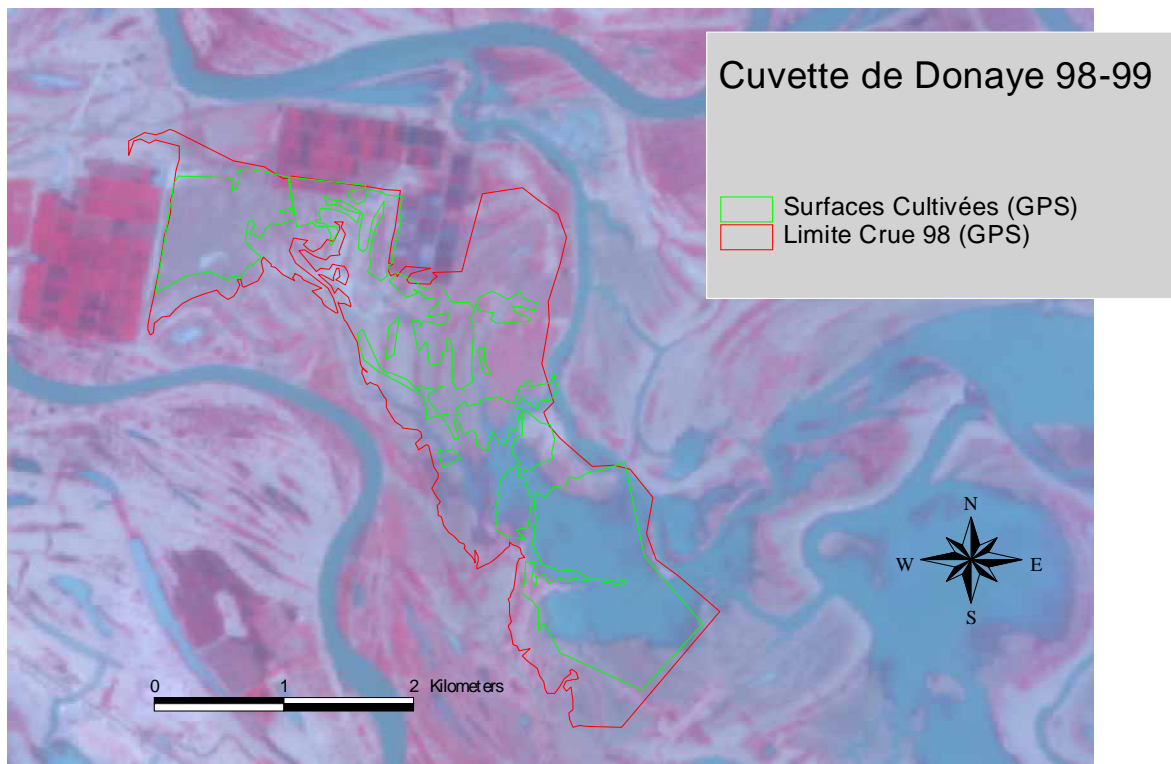 Cuvette de Donaye 98-99
Surfaces Cultivées (GPS)
Limite Crue 98 (GPS)
N
W E
S
0 1 2 Kilometers